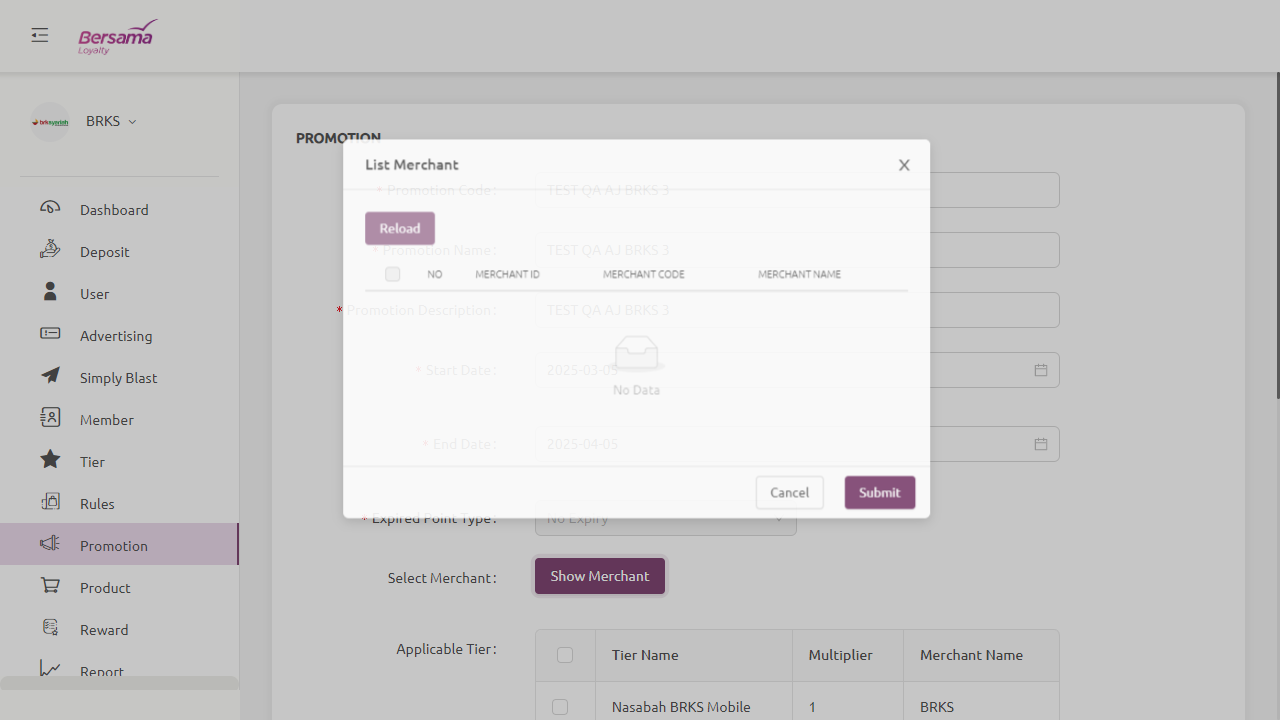 Bersama
Loyalty
brksyariah
BRKS
Dashboard
Deposit
User
Advertising
Simply Blast
Member
Tier
Rules
Promotion
Product
Reward
Report
PROMOTION
List Merchant
X
* Promotion Code : TEST QA AJ BRKS 3
Reload
* Promotion Name : TEST QA AJ BRKS 3
NO MERCHANT ID MERCHANT CODE MERCHANT NAME
* Promotion Description : TEST QA AJ BRKS 3
* Start Date : 2025-03-05
No Data
* End Date : 2025-04-05
Cancel Submit
* Expired Point Type : No Expiry
Select Merchant : Show Merchant
Applicable Tier :
Tier Name Multiplier Merchant Name
Nasabah BRKS Mobile 1 BRKS